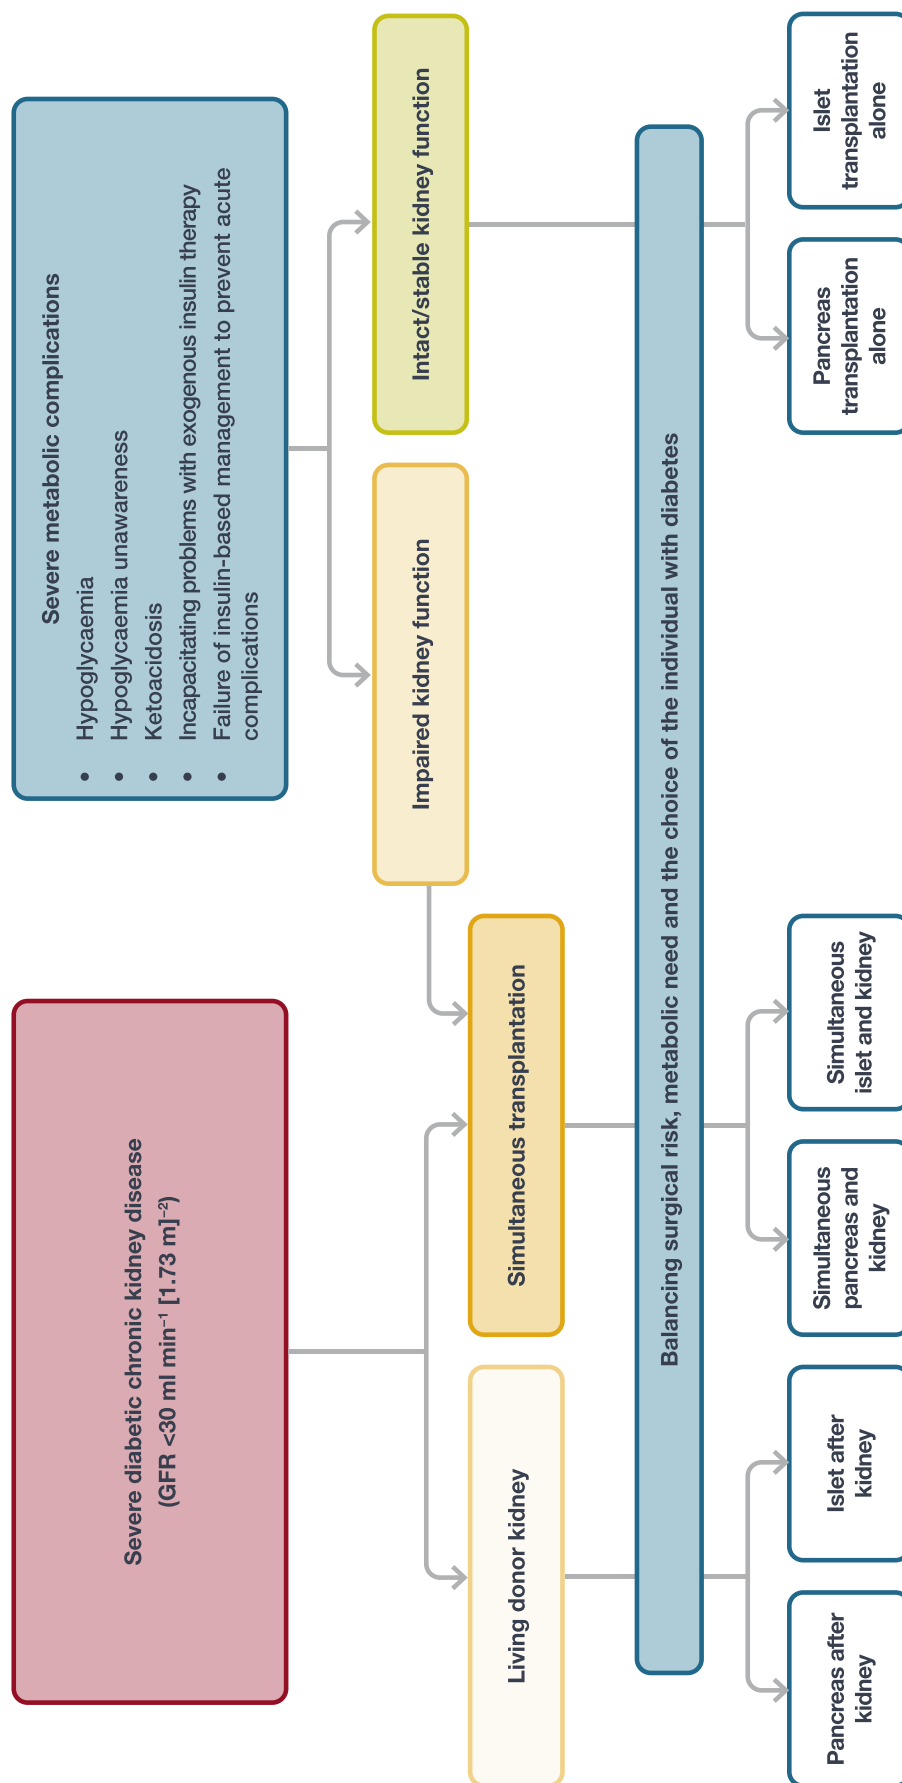 Severe diabetic chronic kidney disease
(GFR <30 ml min⁻¹ [1.73 m]⁻²)
Severe metabolic complications
• Hypoglycaemia
• Hypoglycaemia unawareness
• Ketoacidosis
• Incapacitating problems with exogenous insulin therapy
• Failure of insulin-based management to prevent acute
complications
Impaired kidney function
Intact/stable kidney function
Living donor kidney
Simultaneous transplantation
Balancing surgical risk, metabolic need and the choice of the individual with diabetes
Pancreas after
kidney
Islet after
kidney
Simultaneous
pancreas and
kidney
Simultaneous
islet and kidney
Pancreas
transplantation
alone
Islet
transplantation
alone